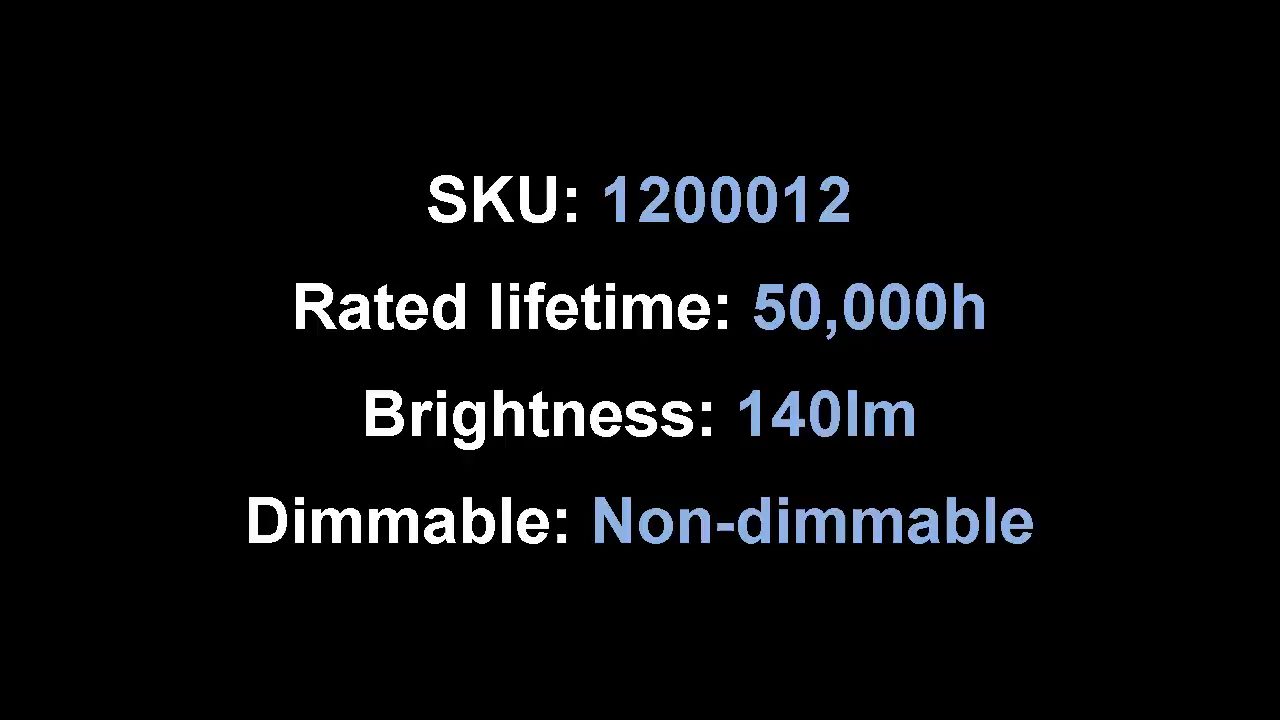 SKU: 1200012
Rated lifetime: 50,000h
Brightness: 140lm
Dimmable: Non-dimmable